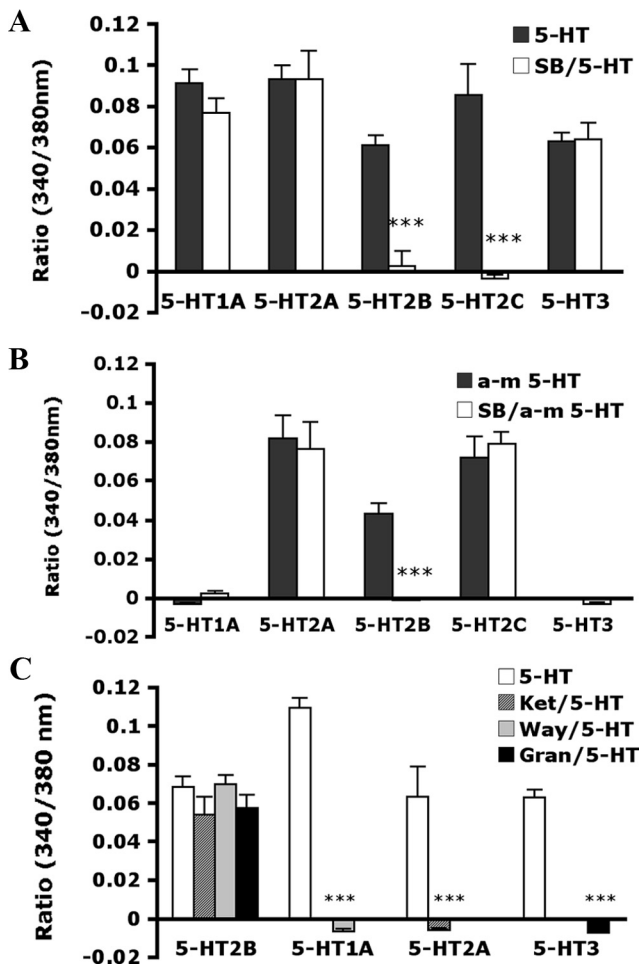 A
5-HT
SB/5-HT
Ratio (340/380nm)
0.12
0.1
0.08
0.06
0.04
0.02
0
-0.02
***
***
5-HT1A 5-HT2A 5-HT2B 5-HT2C 5-HT3
B
a-m 5-HT
SB/a-m 5-HT
Ratio (340/380nm)
0.12
0.1
0.08
0.06
0.04
0.02
0
-0.02
***
5-HT1A 5-HT2A 5-HT2B 5-HT2C 5-HT3
C
5-HT
Ket/5-HT
Way/5-HT
Gran/5-HT
Ratio (340/380 nm)
0.12
0.1
0.08
0.06
0.04
0.02
0
-0.02
*** *** ***
5-HT2B 5-HT1A 5-HT2A 5-HT3